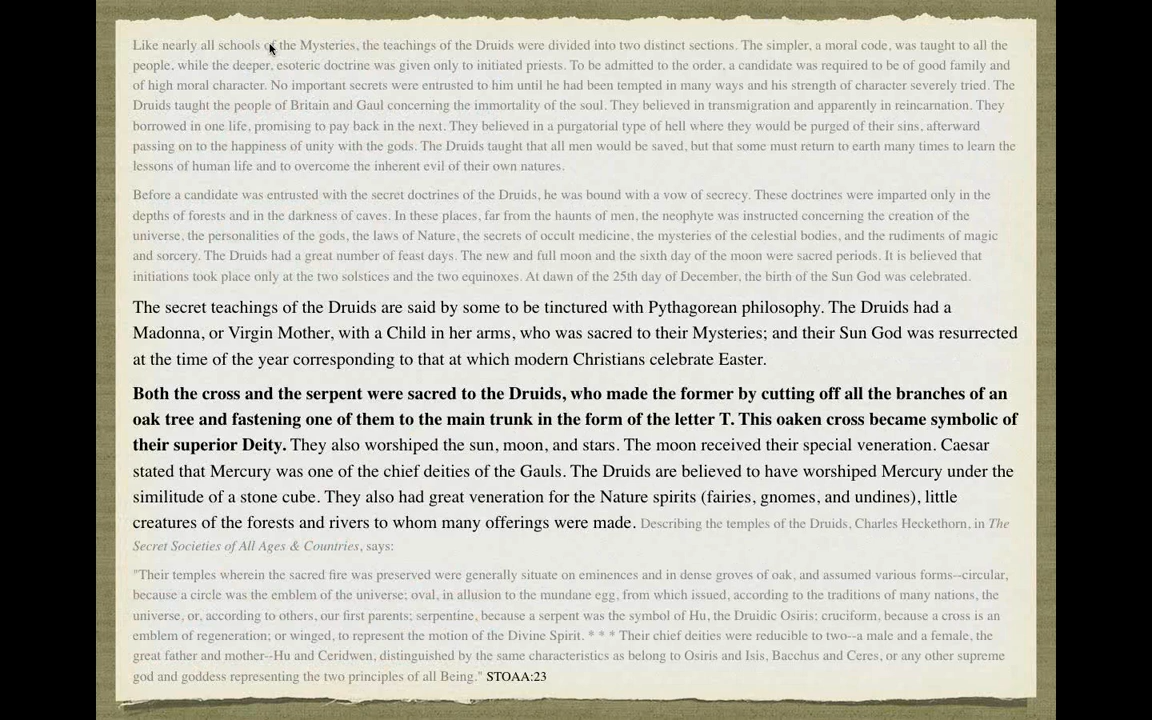 Like nearly all schools of the Mysteries, the teachings of the Druids were divided into two distinct sections. The simpler, a moral code, was taught to all the
people, while the deeper, esoteric doctrine was given only to initiated priests. To be admitted to the order, a candidate was required to be of good family and
of high moral character. No important secrets were entrusted to him until he had been tempted in many ways and his strength of character severely tried. The
Druids taught the people of Britain and Gaul concerning the immortality of the soul. They believed in transmigration and apparently in reincarnation. They
borrowed in one life, promising to pay back in the next. They believed in a purgatorial type of hell where they would be purged of their sins, afterward
passing on to the happiness of unity with the gods. The Druids taught that all men would be saved, but that some must return to earth many times to learn the
lessons of human life and to overcome the inherent evil of their own natures.
Before a candidate was entrusted with the secret doctrines of the Druids, he was bound with a vow of secrecy. These doctrines were imparted only in the
depths of forests and in the darkness of caves. In these places, far from the haunts of men, the neophyte was instructed concerning the creation of the
universe, the personalities of the gods, the laws of Nature, the secrets of occult medicine, the mysteries of the celestial bodies, and the rudiments of magic
and sorcery. The Druids had a great number of feast days. The new and full moon and the sixth day of the moon were sacred periods. It is believed that
initiations took place only at the two solstices and the two equinoxes. At dawn of the 25th day of December, the birth of the Sun God was celebrated.
The secret teachings of the Druids are said by some to be tinctured with Pythagorean philosophy. The Druids had a
Madonna, or Virgin Mother, with a Child in her arms, who was sacred to their Mysteries; and their Sun God was resurrected
at the time of the year corresponding to that at which modern Christians celebrate Easter.
Both the cross and the serpent were sacred to the Druids, who made the former by cutting off all the branches of an
oak tree and fastening one of them to the main trunk in the form of the letter T. This oaken cross became symbolic of
their superior Deity. They also worshiped the sun, moon, and stars. The moon received their special veneration. Caesar
stated that Mercury was one of the chief deities of the Gauls. The Druids are believed to have worshiped Mercury under the
similitude of a stone cube. They also had great veneration for the Nature spirits (fairies, gnomes, and undines), little
creatures of the forests and rivers to whom many offerings were made. Describing the temples of the Druids, Charles Heckethorn, in The
Secret Societies of All Ages & Countries, says:
"Their temples wherein the sacred fire was preserved were generally situate on eminences and in dense groves of oak, and assumed various forms--circular,
because a circle was the emblem of the universe; oval, in allusion to the mundane egg, from which issued, according to the traditions of many nations, the
universe, or, according to others, our first parents; serpentine, because a serpent was the symbol of Hu, the Druidic Osiris; cruciform, because a cross is an
emblem of regeneration; or winged, to represent the motion of the Divine Spirit. * * * Their chief deities were reducible to two--a male and a female, the
great father and mother--Hu and Ceridwen, distinguished by the same characteristics as belong to Osiris and Isis, Bacchus and Ceres, or any other supreme
god and goddess representing the two principles of all Being." STOAA:23